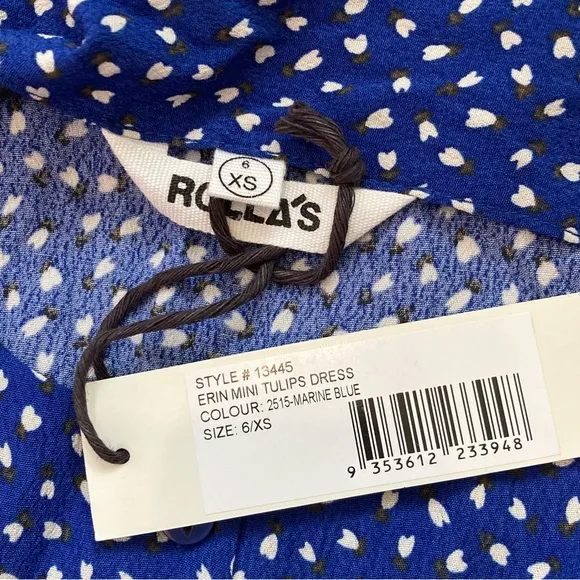 6
XS
ROLLA'S
STYLE # 13445
ERIN MINI TULIPS DRESS
COLOUR: 2515-MARINE BLUE
SIZE: 6/XS
9 353612 233948